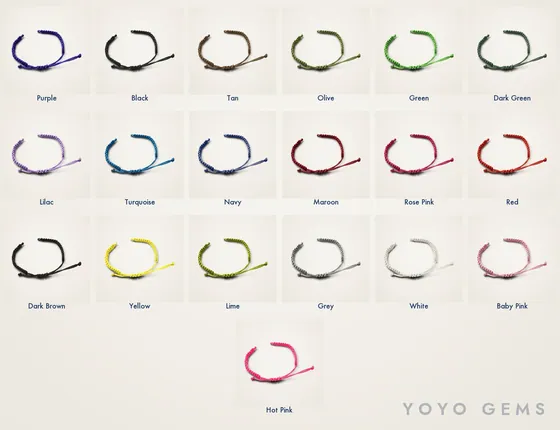 Purple
Black
Tan
Olive
Green
Dark Green
Lilac
Turquoise
Navy
Maroon
Rose Pink
Red
Dark Brown
Yellow
Lime
Grey
White
Baby Pink
Hot Pink
YOYO GEMS